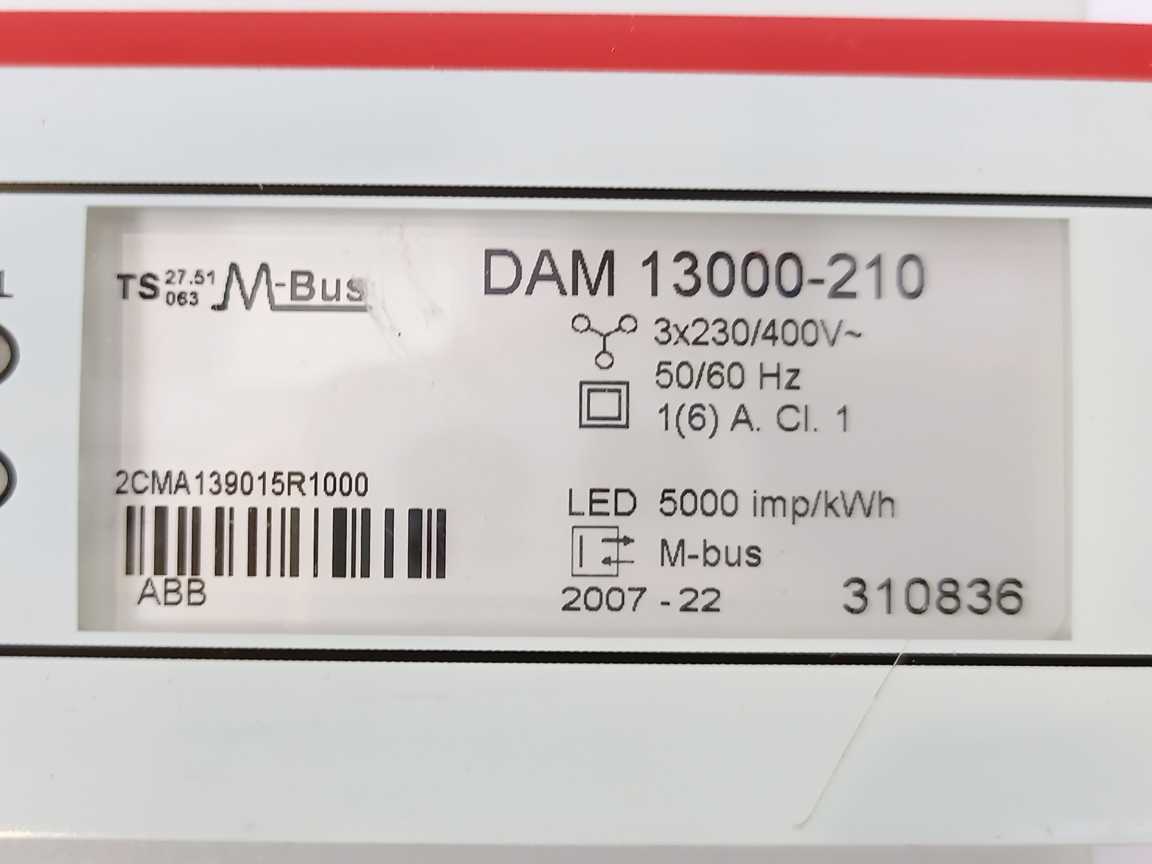 TS 27.51 063 M-Bus
DAM 13000-210
3x230/400V~
50/60 Hz
1(6) A. Cl. 1
2CMA139015R1000
ABB
LED 5000 imp/kWh
M-bus
2007 - 22
310836